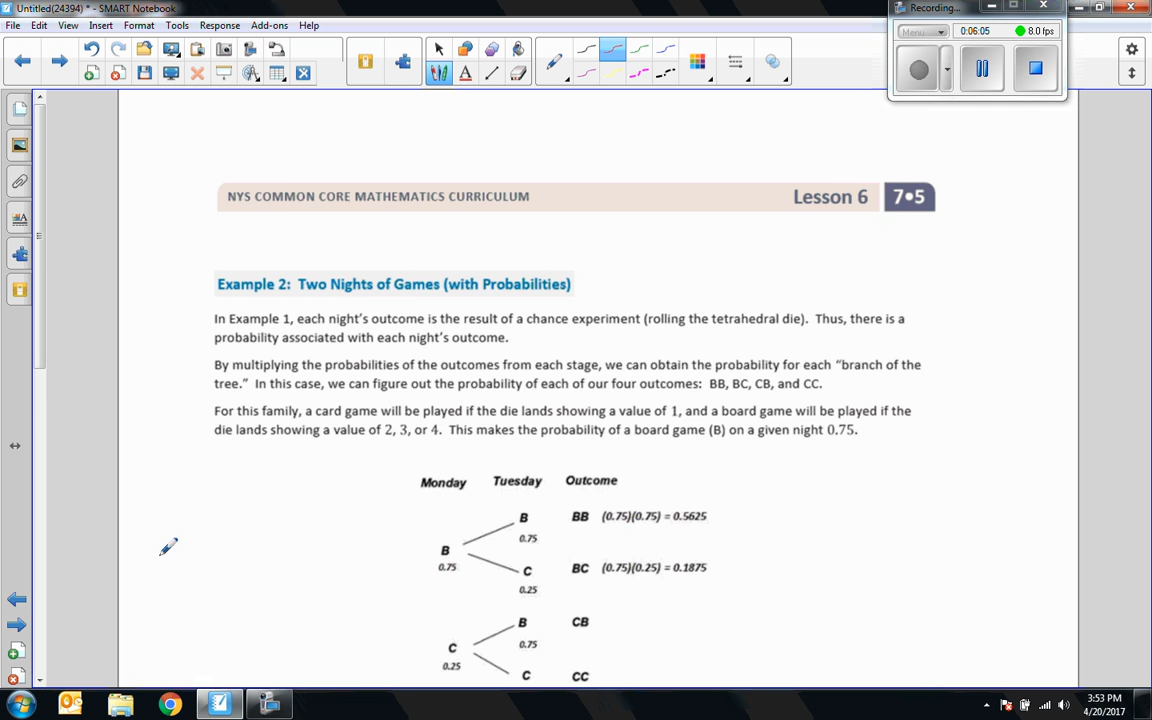 Untitled(24394) * - SMART Notebook
Recording...
File Edit View Insert Format Tools Tools Response Add-ons Help
Menu 0:06:05 8.0 fps
NYS COMMON CORE MATHEMATICS CURRICULUM Lesson 6 7•5
Example 2: Two Nights of Games (with Probabilities)
In Example 1, each night's outcome is the result of a chance experiment (rolling the tetrahedral die). Thus, there is a
probability associated with each night's outcome.
By multiplying the probabilities of the outcomes from each stage, we can obtain the probability for each "branch of the
tree." In this case, we can figure out the probability of each of our four outcomes: BB, BC, CB, and CC.
For this family, a card game will be played if the die lands showing a value of 1, and a board game will be played if the
die lands showing a value of 2, 3, or 4. This makes the probability of a board game (B) on a given night 0.75.
Monday Tuesday Outcome
B BB (0.75)(0.75) = 0.5625
0.75
B
0.75
C BC (0.75)(0.25) = 0.1875
0.25
B CB
0.75
C
0.25
C CC
3:53 PM
4/20/2017